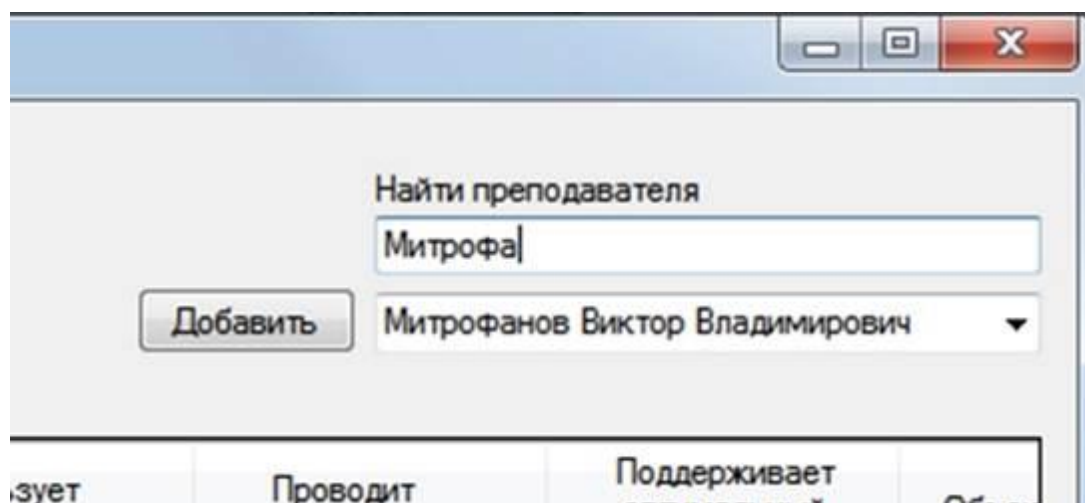 Найти преподавателя
Митрофа
Добавить
Митрофанов Виктор Владимирович
Проводит
Поддерживает